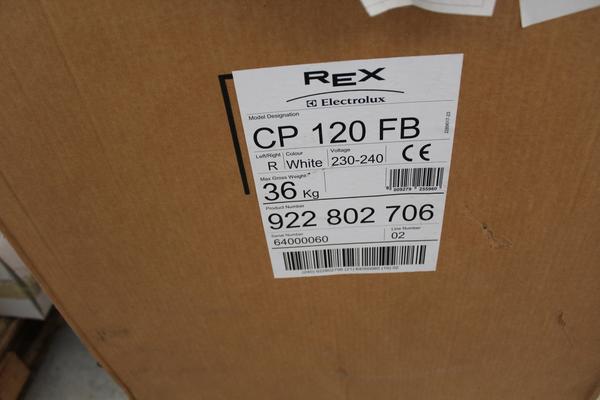 REX
Electrolux
Model Designation
CP 120 FB
Left/Right Colour Voltage
R White 230-240 CE
Max Gross Weight
36 Kg
Product Number
922 802 706
Serial Number Line Number
64000060 02